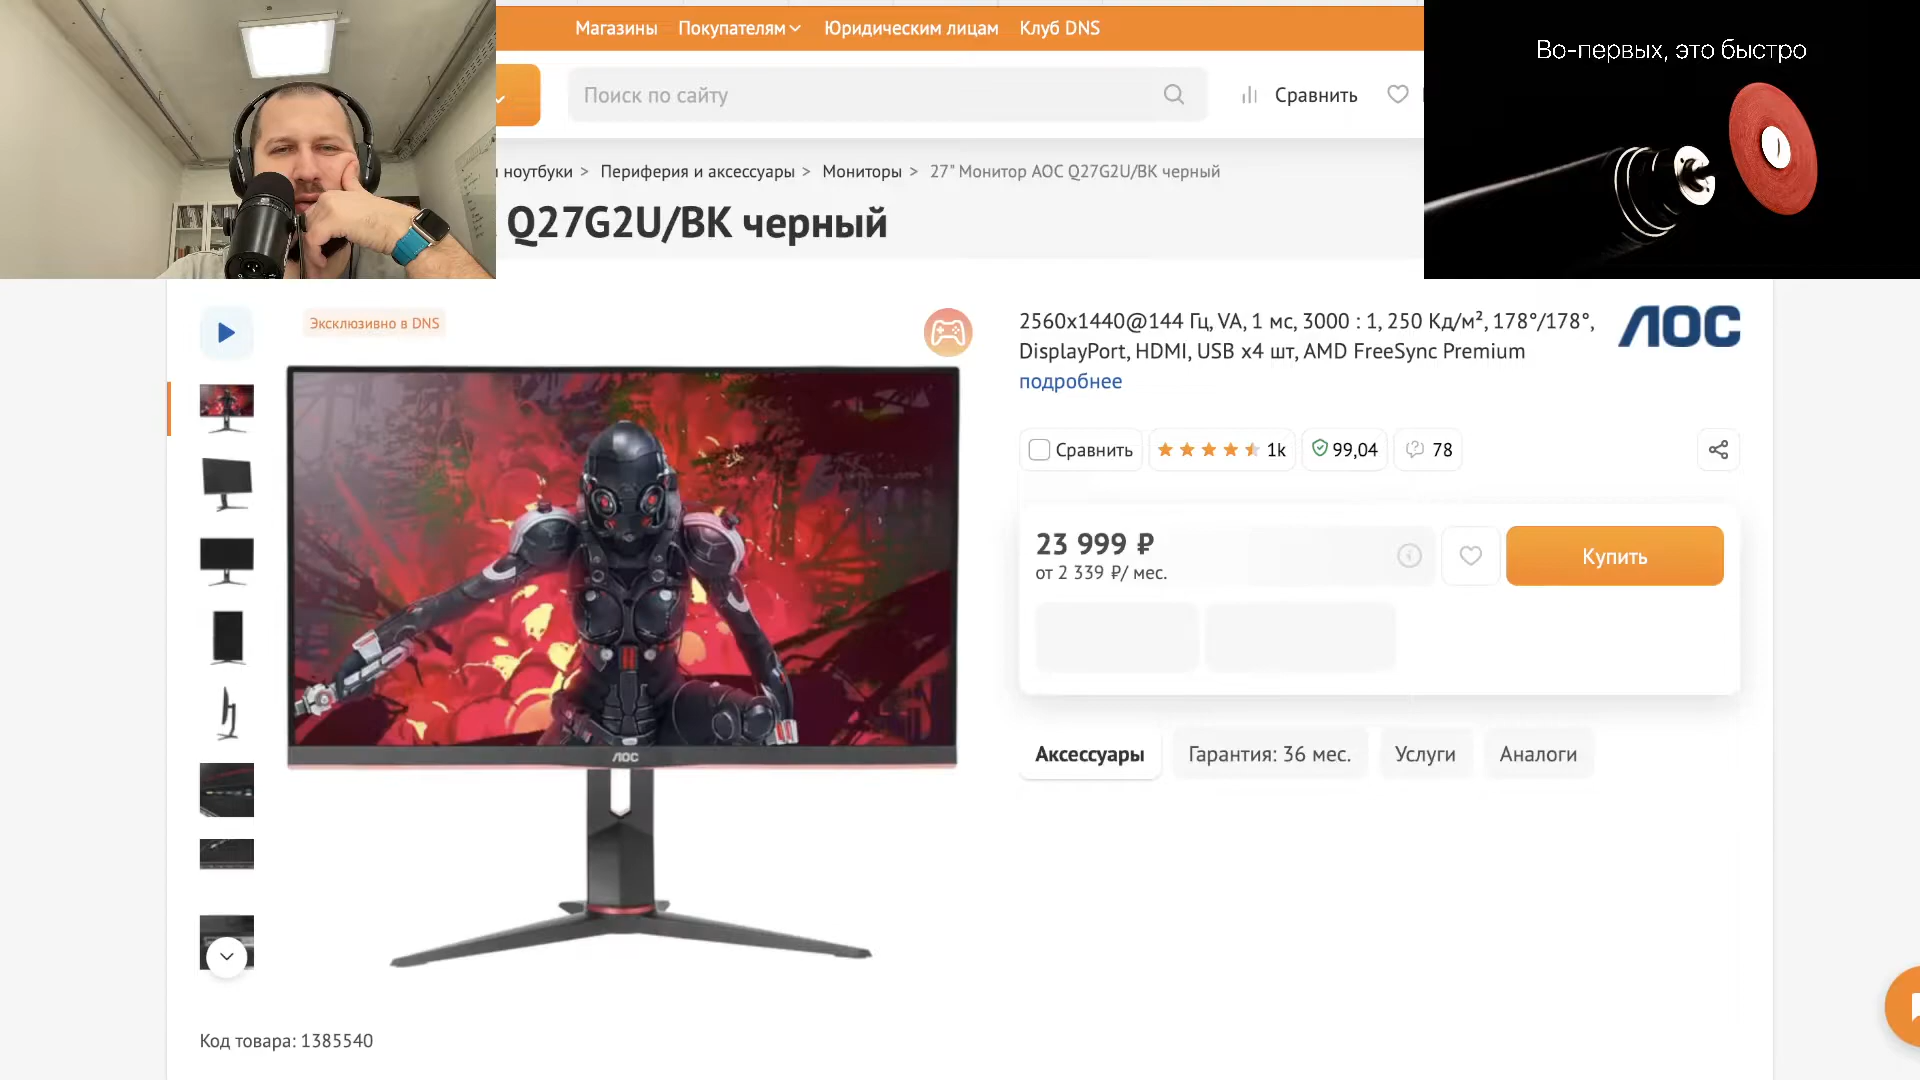 Магазины Покупателям Юридическим лицам Клуб DNS
Во-первых, это быстро
Поиск по сайту
Сравнить
ноутбуки > Периферия и аксессуары > Мониторы > 27" Монитор AOC Q27G2U/BK черный
Q27G2U/BK черный
Эксклюзивно в DNS
2560x1440@144 Гц, VA, 1 мс, 3000 : 1, 250 Кд/м², 178°/178°,
DisplayPort, HDMI, USB x4 шт, AMD FreeSync Premium
подробнее
AOC
Сравнить 1k 99,04 78
23 999 ₽
от 2 339 ₽/ мес.
Купить
AOC
Аксессуары Гарантия: 36 мес. Услуги Аналоги
Код товара: 1385540